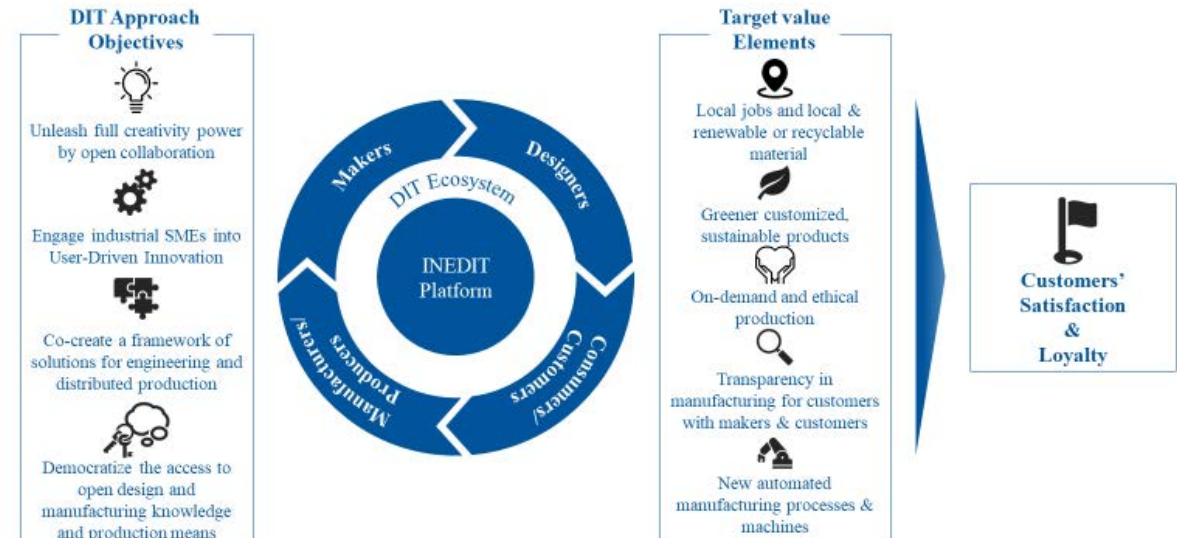 DIT Approach
Objectives
Unleash full creativity power
by open collaboration
Engage industrial SMEs into
User-Driven Innovation
Co-create a framework of
solutions for engineering and
distributed production
Democratize the access to
open design and
manufacturing knowledge
and production means
Makers
Designers
Consumers/
Customers
Manufacturers/
Producers
DIT Ecosystem
INEDIT
Platform
Target value
Elements
Local jobs and local &
renewable or recyclable
material
Greener customized,
sustainable products
On-demand and ethical
production
Transparency in
manufacturing for customers
with makers & customers
New automated
manufacturing processes &
machines
Customers’
Satisfaction
&
Loyalty